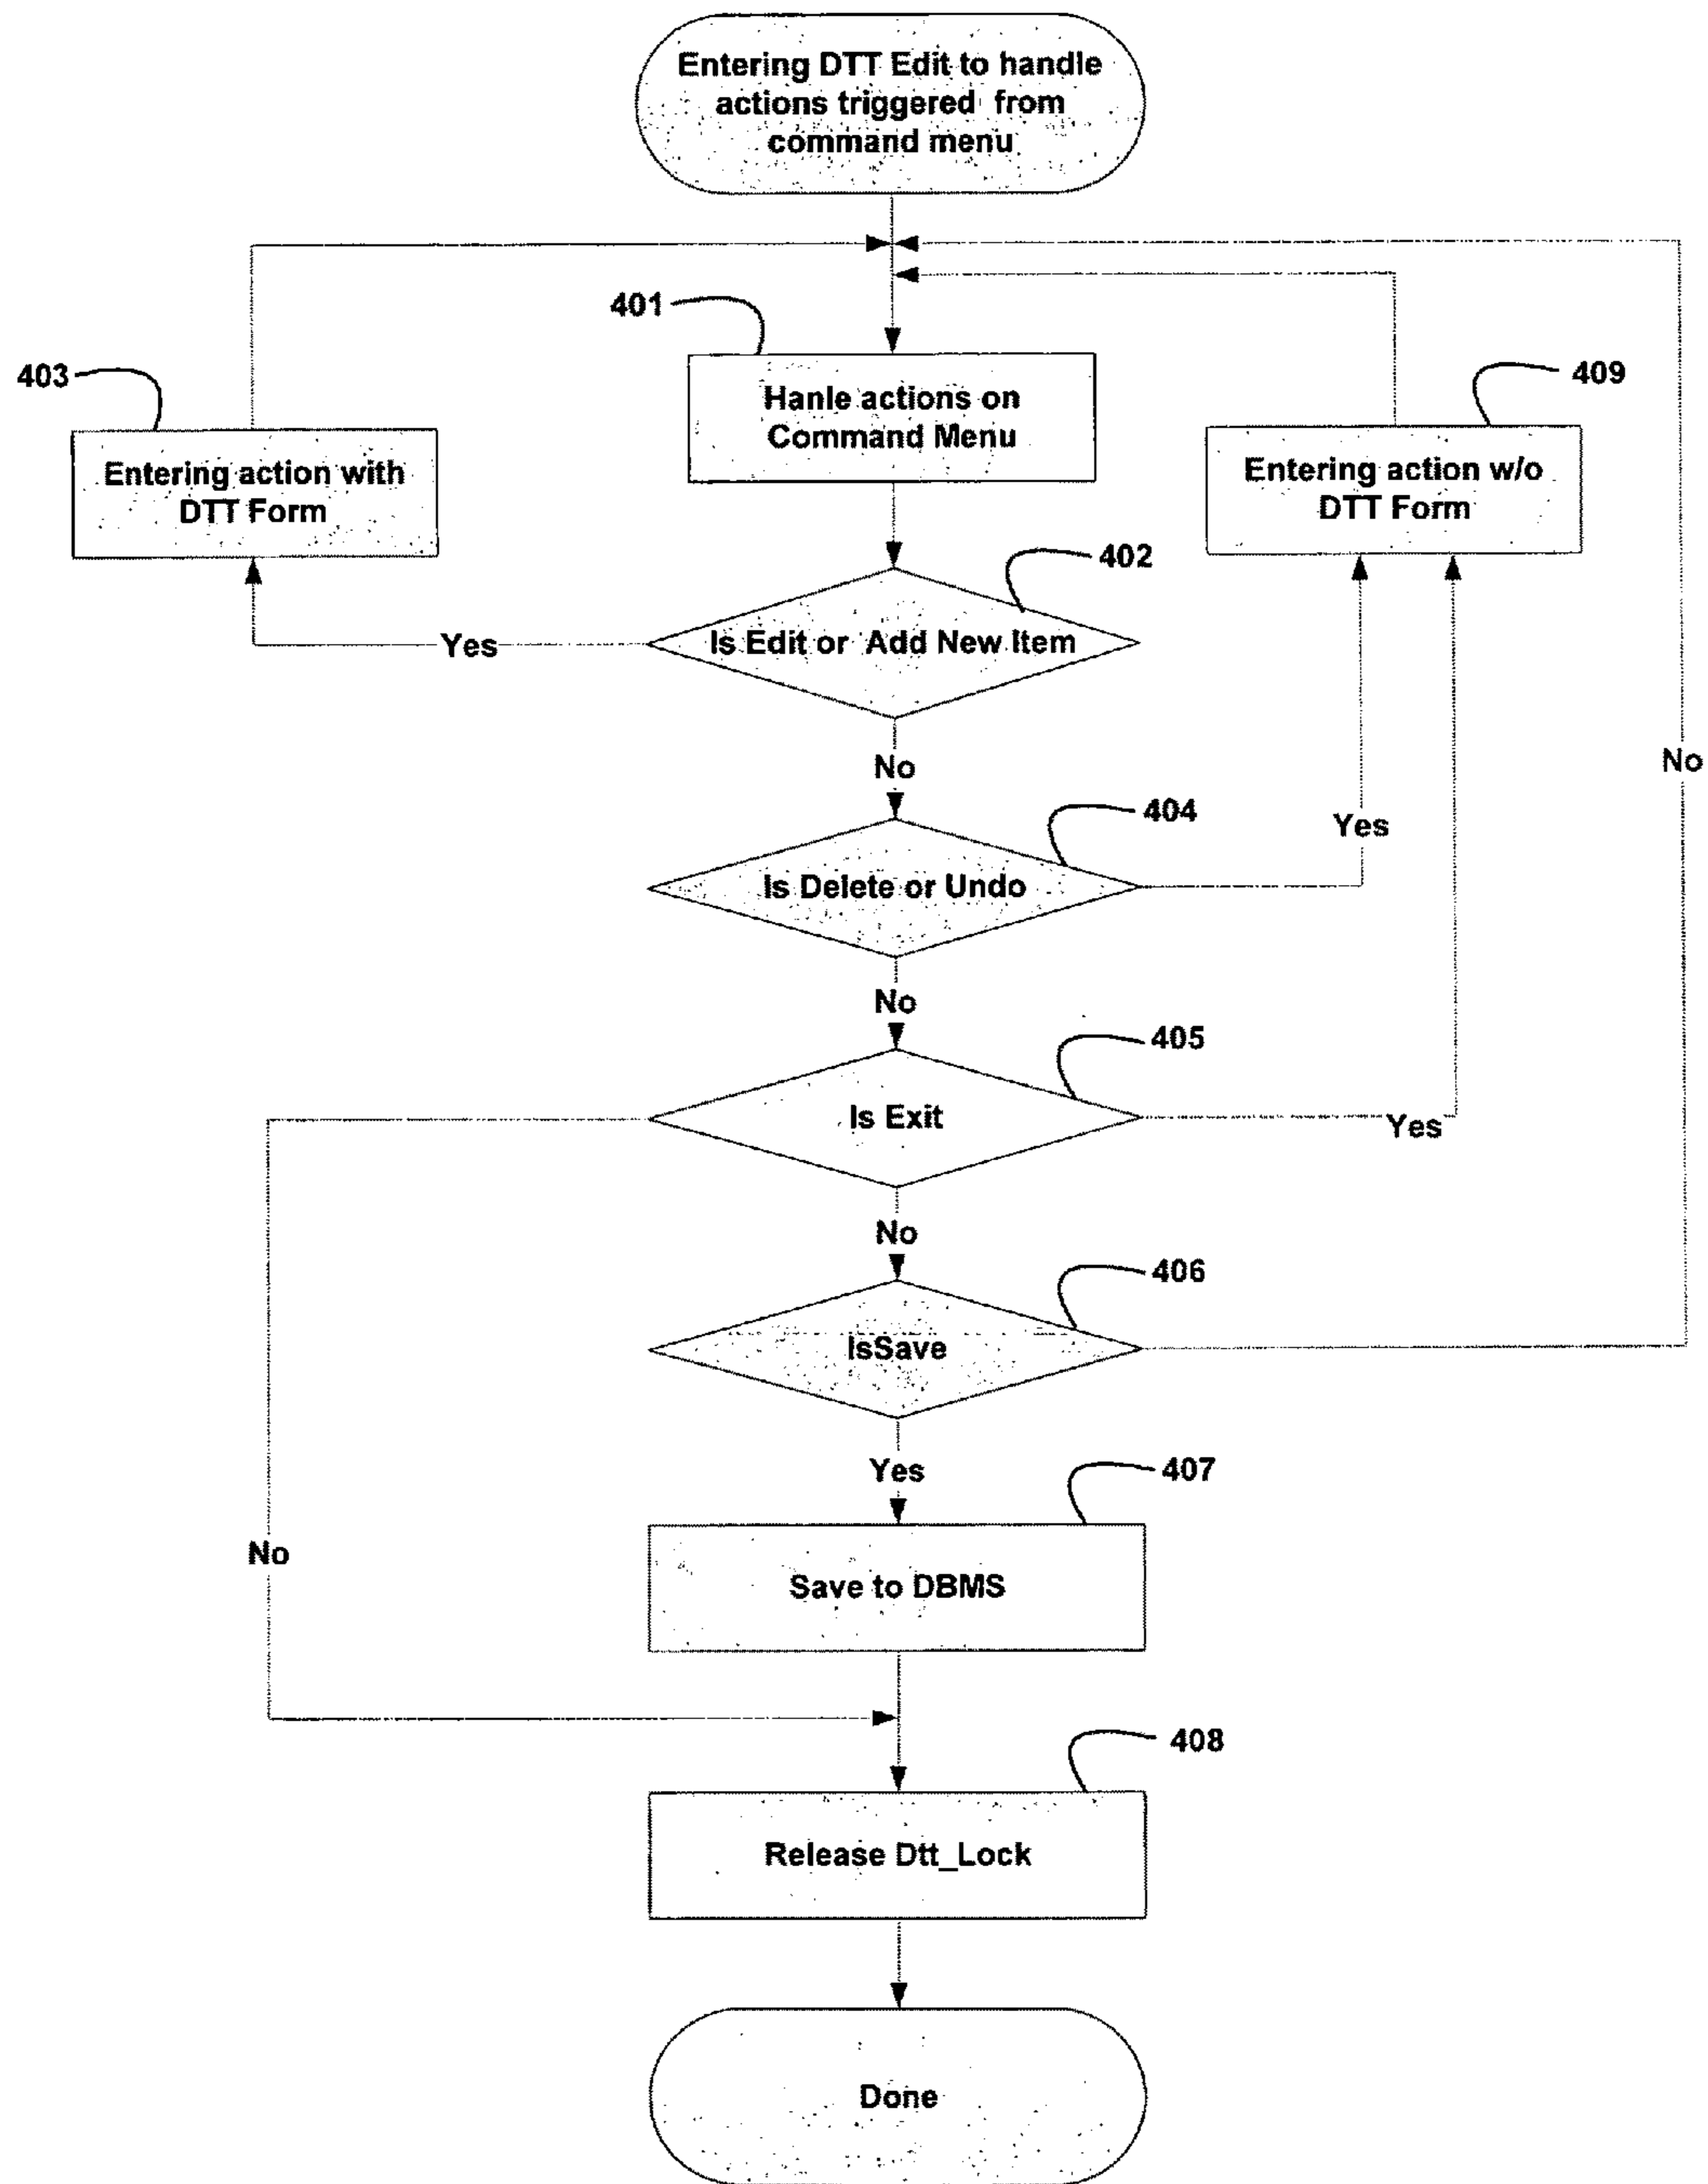 Entering DTT Edit to handle
actions triggered from
command menu
401
Hanle actions on
Command Menu
403
Entering action with
DTT Form
409
Entering action w/o
DTT Form
402
Is Edit or Add New Item
Yes
No
404
Is Delete or Undo
Yes
No
No
405
Is Exit
Yes
No
406
IsSave
Yes
407
No
Save to DBMS
408
Release Dtt_Lock
Done